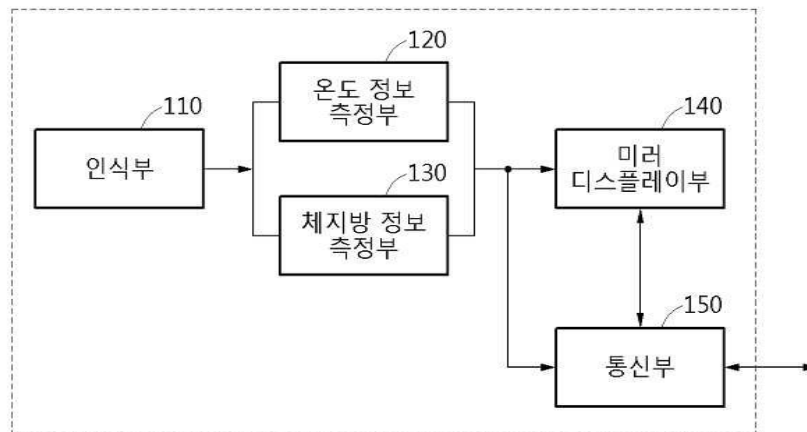 120
온도 정보
측정부
110
인식부
130
체지방 정보
측정부
140
미러
디스플레이부
150
통신부